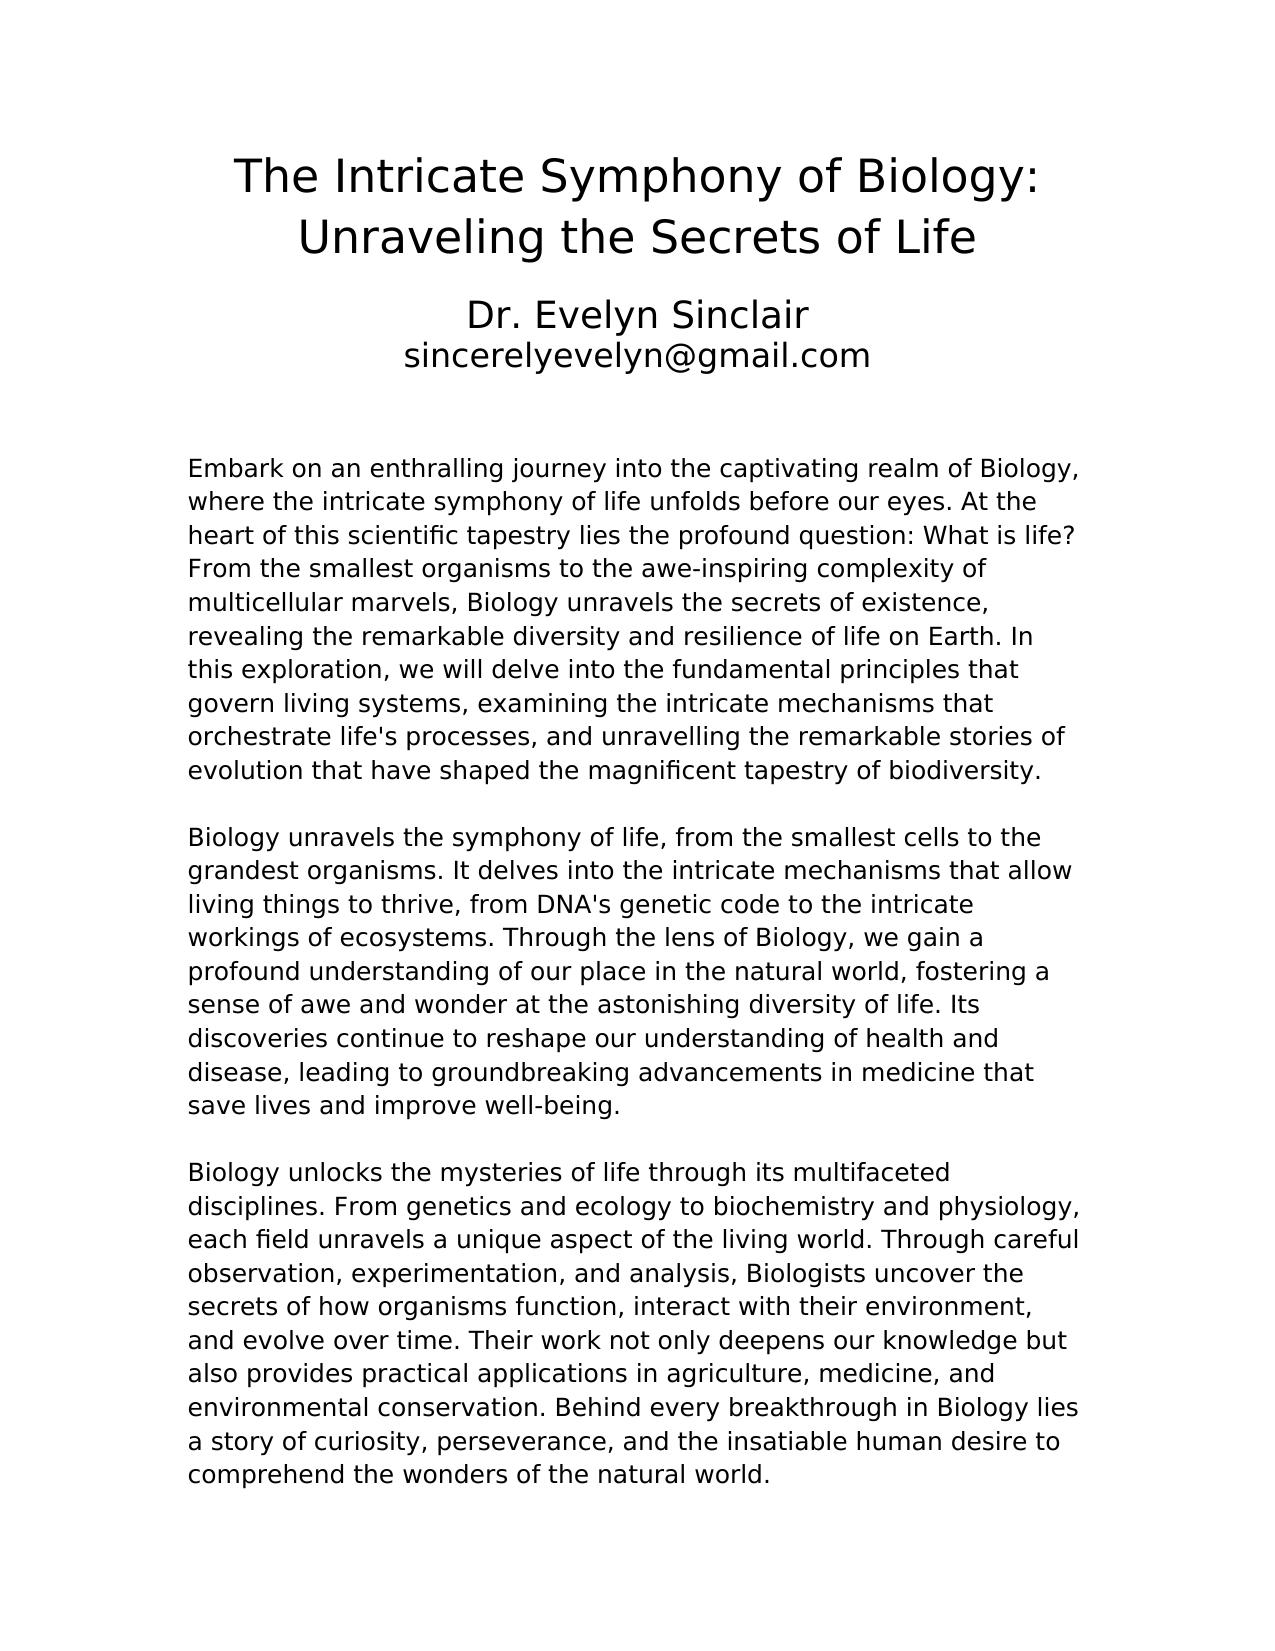 The Intricate Symphony of Biology:
Unraveling the Secrets of Life
Dr. Evelyn Sinclair
sincerelyevelyn@gmail.com
Embark on an enthralling journey into the captivating realm of Biology,
where the intricate symphony of life unfolds before our eyes. At the
heart of this scientific tapestry lies the profound question: What is life?
From the smallest organisms to the awe-inspiring complexity of
multicellular marvels, Biology unravels the secrets of existence,
revealing the remarkable diversity and resilience of life on Earth. In
this exploration, we will delve into the fundamental principles that
govern living systems, examining the intricate mechanisms that
orchestrate life's processes, and unravelling the remarkable stories of
evolution that have shaped the magnificent tapestry of biodiversity.
Biology unravels the symphony of life, from the smallest cells to the
grandest organisms. It delves into the intricate mechanisms that allow
living things to thrive, from DNA's genetic code to the intricate
workings of ecosystems. Through the lens of Biology, we gain a
profound understanding of our place in the natural world, fostering a
sense of awe and wonder at the astonishing diversity of life. Its
discoveries continue to reshape our understanding of health and
disease, leading to groundbreaking advancements in medicine that
save lives and improve well-being.
Biology unlocks the mysteries of life through its multifaceted
disciplines. From genetics and ecology to biochemistry and physiology,
each field unravels a unique aspect of the living world. Through careful
observation, experimentation, and analysis, Biologists uncover the
secrets of how organisms function, interact with their environment,
and evolve over time. Their work not only deepens our knowledge but
also provides practical applications in agriculture, medicine, and
environmental conservation. Behind every breakthrough in Biology lies
a story of curiosity, perseverance, and the insatiable human desire to
comprehend the wonders of the natural world.